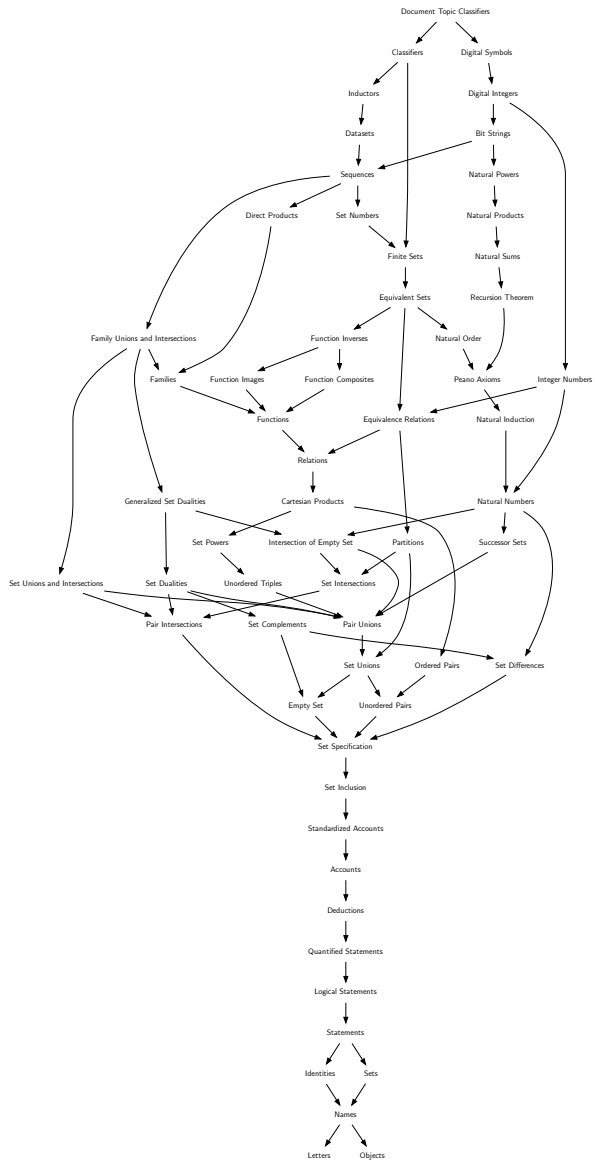 Document Topic Classifiers
Classifiers
Digital Symbols
Inductors
Digital Integers
Datasets
Bit Strings
Sequences
Natural Powers
Direct Products
Set Numbers
Natural Products
Finite Sets
Natural Sums
Equivalent Sets
Recursion Theorem
Family Unions and Intersections
Function Inverses
Natural Order
Families
Function Images
Function Composites
Peano Axioms
Integer Numbers
Functions
Equivalence Relations
Natural Induction
Relations
Generalized Set Dualities
Cartesian Products
Natural Numbers
Set Powers
Intersection of Empty Set
Partitions
Successor Sets
Set Unions and Intersections
Set Dualities
Unordered Triples
Set Intersections
Pair Intersections
Set Complements
Pair Unions
Set Unions
Ordered Pairs
Set Differences
Empty Set
Unordered Pairs
Set Specification
Set Inclusion
Standardized Accounts
Accounts
Deductions
Quantified Statements
Logical Statements
Statements
Identities
Sets
Names
Letters
Objects